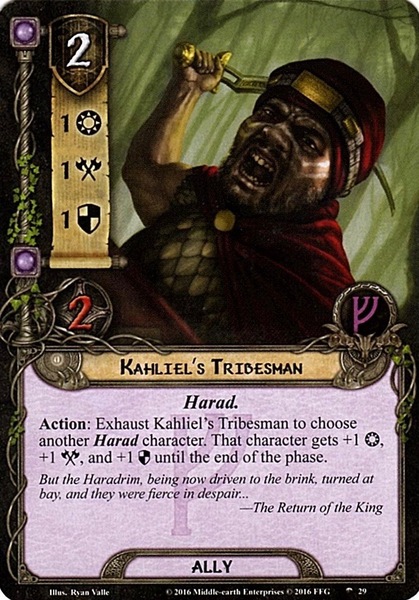 2
1
1
1
2
Kahliel's Tribesman
Harad.
Action: Exhaust Kahliel's Tribesman to choose
another Harad character. That character gets +1 ,
+1 , and +1 until the end of the phase.
But the Haradrim, being now driven to the brink, turned at
bay, and they were fierce in despair...
—The Return of the King
ALLY
Illus. Ryan Valle © 2016 Middle-earth Enterprises © 2016 FFG 29